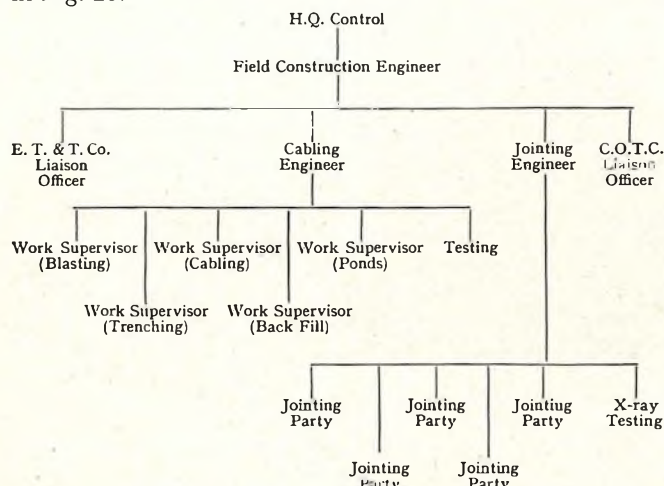 H.Q. Control
Field Construction Engineer
E. T. & T. Co.
Liaison
Officer
Cabling
Engineer
Jointing
Engineer
C.O.T.C.
Liaison
Officer
Work Supervisor
(Blasting)
Work Supervisor
(Cabling)
Work Supervisor
(Ponds)
Testing
Work Supervisor
(Trenching)
Work Supervisor
(Back Fill)
Jointing
Party
Jointing
Party
Jointiug
Party
X-ray
Testing
Jointing
Party
Jointing
Party